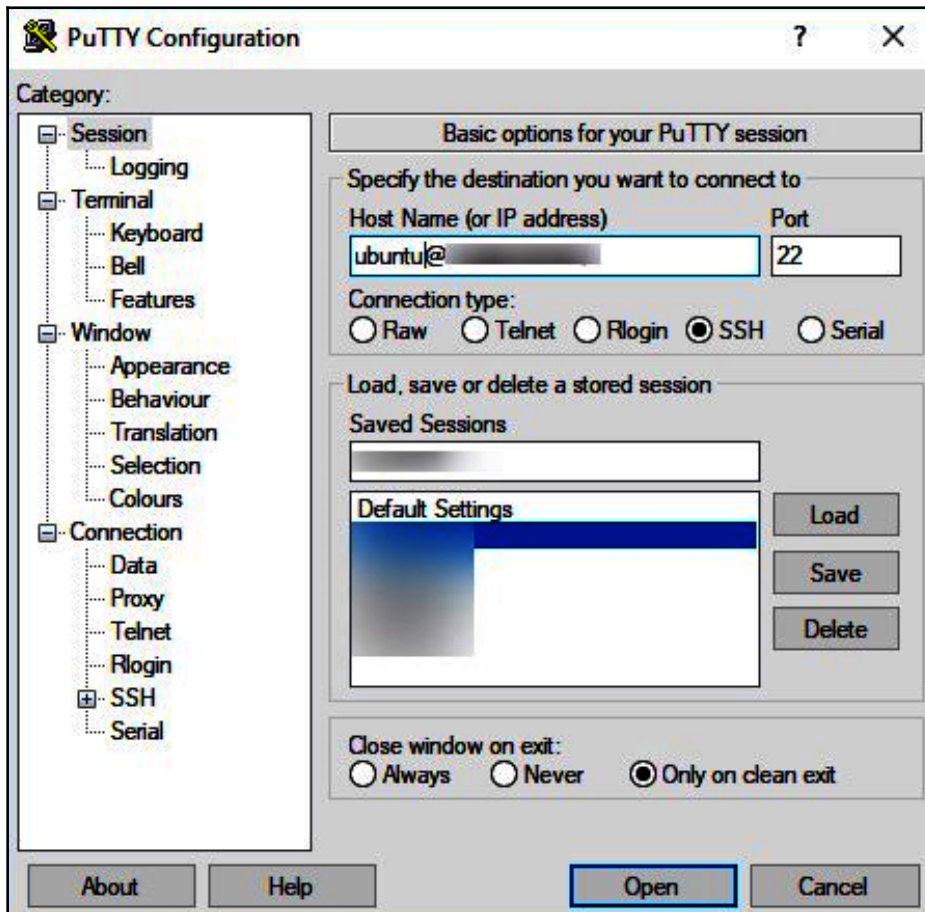 PuTTY Configuration
?
Category:
Session
Logging
Terminal
Keyboard
Bell
Features
Window
Appearance
Behaviour
Translation
Selection
Colours
Connection
Data
Proxy
Telnet
Rlogin
SSH
Serial
Basic options for your PuTTY session
Specify the destination you want to connect to
Host Name (or IP address) Port
ubuntu@ 22
Connection type:
Raw Telnet Rlogin SSH Serial
Load, save or delete a stored session
Saved Sessions
Default Settings
Load
Save
Delete
Close window on exit:
Always Never Only on clean exit
About Help Open Cancel